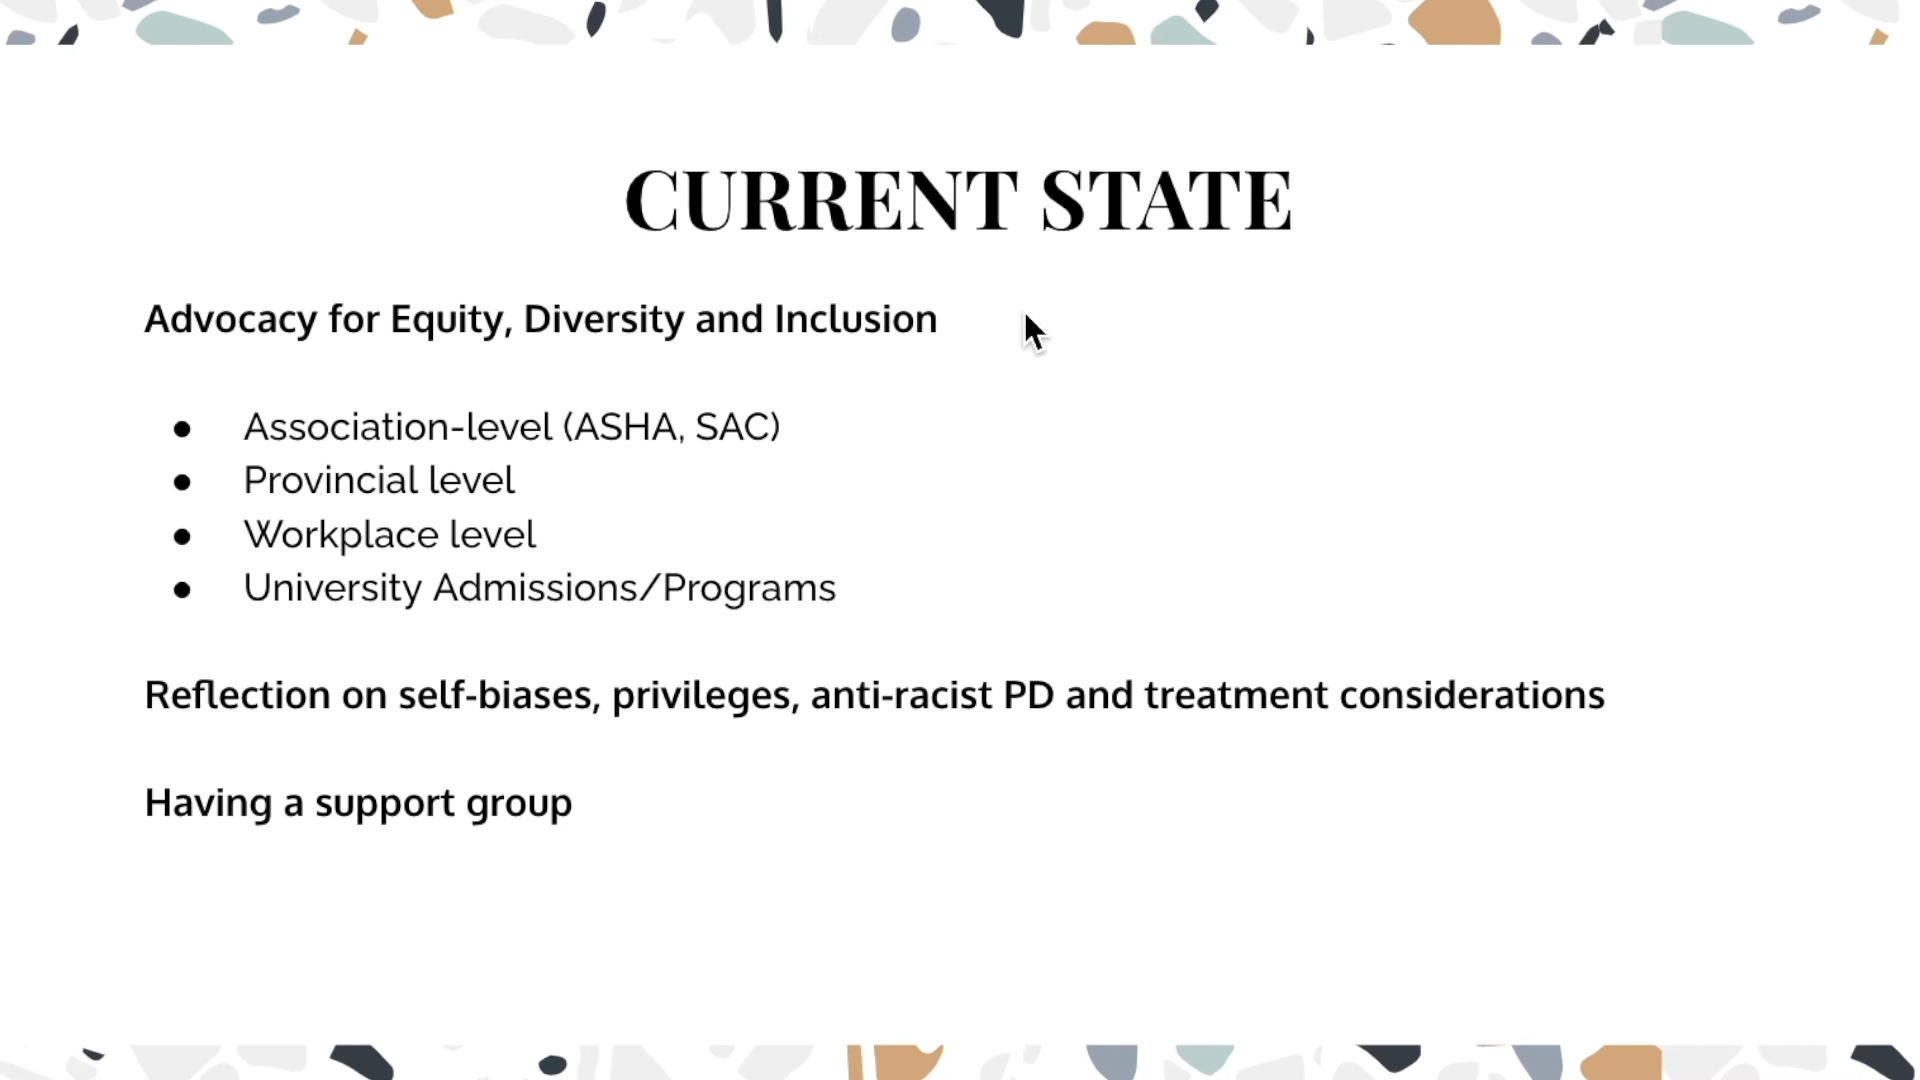 CURRENT STATE
Advocacy for Equity, Diversity and Inclusion
● Association-level (ASHA, SAC)
● Provincial level
● Workplace level
● University Admissions/Programs
Reflection on self-biases, privileges, anti-racist PD and treatment considerations
Having a support group